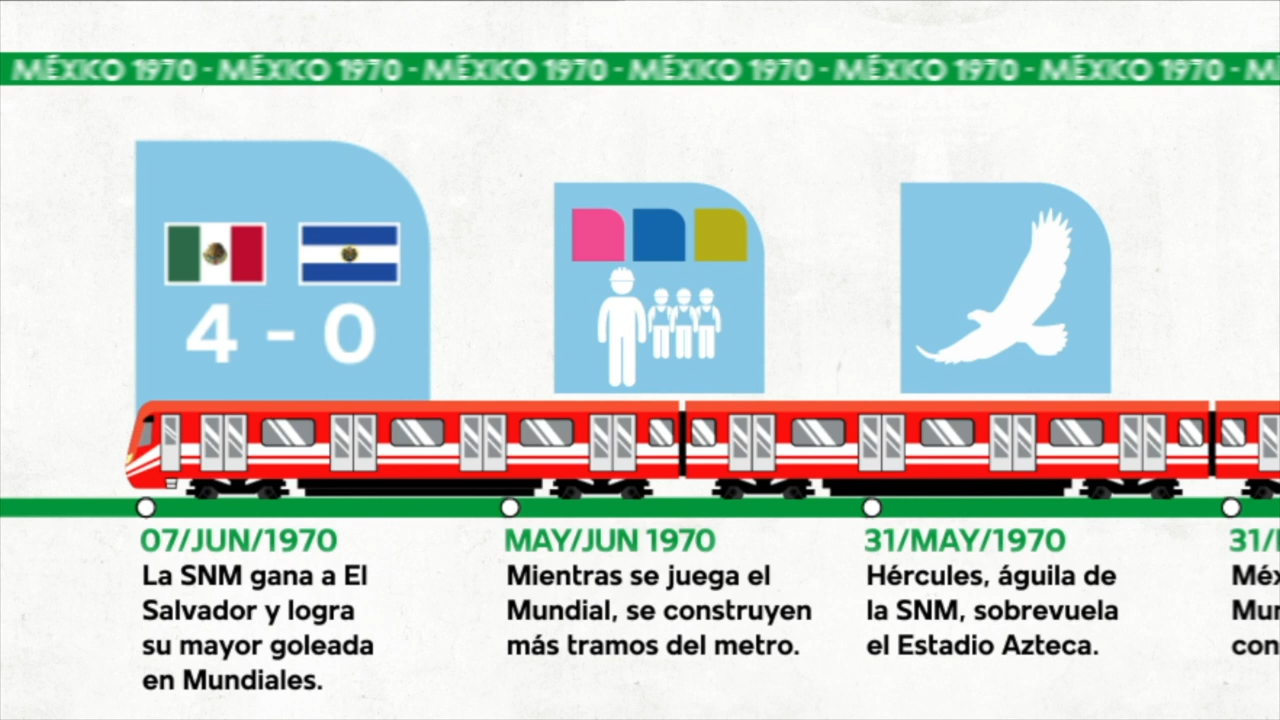 MÉXICO 1970 - MÉXICO 1970 - MÉXICO 1970 - MÉXICO 1970 - MÉXICO 1970 - MÉXICO 1970 -
4 - 0
07/JUN/1970
La SNM gana a El
Salvador y logra
su mayor goleada
en Mundiales.
MAY/JUN 1970
Mientras se juega el
Mundial, se construyen
más tramos del metro.
31/MAY/1970
Hércules, águila de
la SNM, sobrevuela
el Estadio Azteca.